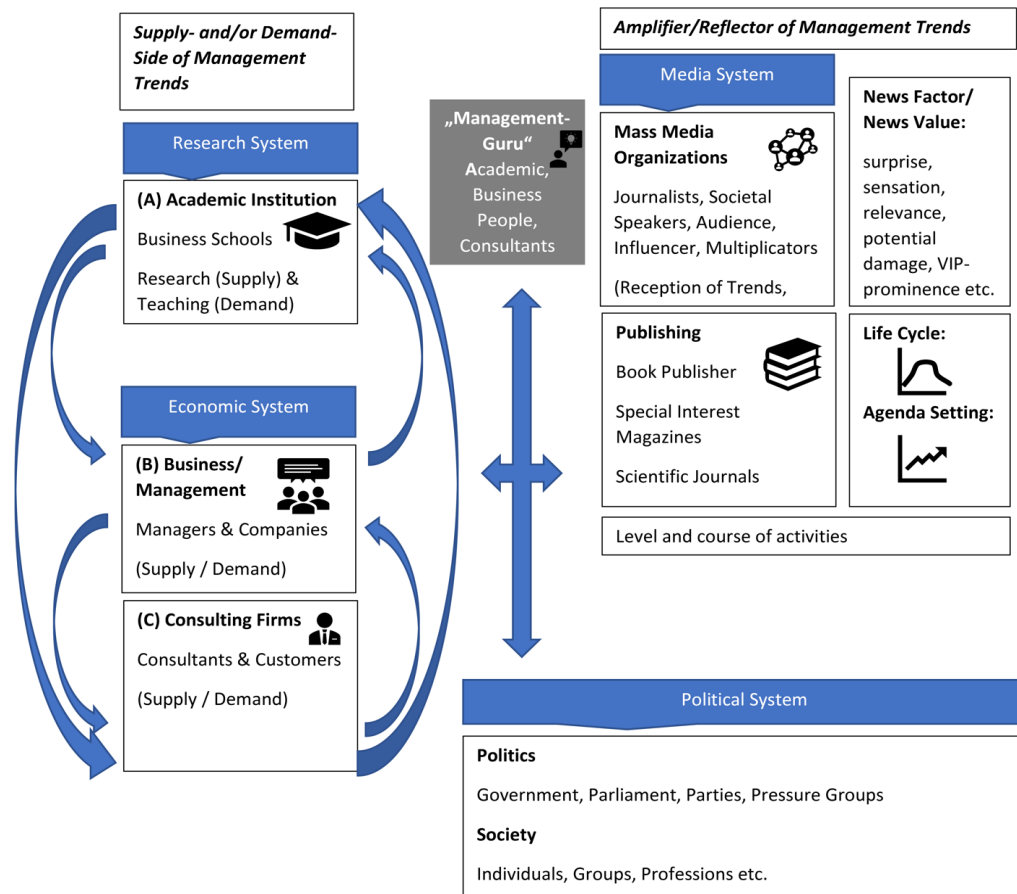 Supply- and/or Demand-
Side of Management
Trends
Research System
(A) Academic Institution
Business Schools
Research (Supply) &
Teaching (Demand)
Economic System
(B) Business/
Management
Managers & Companies
(Supply / Demand)
(C) Consulting Firms
Consultants & Customers
(Supply / Demand)
„Management-
Guru“
Academic,
Business
People,
Consultants
Amplifier/Reflector of Management Trends
Media System
Mass Media
Organizations
Journalists, Societal
Speakers, Audience,
Influencer, Multiplicators
(Reception of Trends,
Publishing
Book Publisher
Special Interest
Magazines
Scientific Journals
News Factor/
News Value:
surprise,
sensation,
relevance,
potential
damage, VIP-
prominence etc.
Life Cycle:
Agenda Setting:
Level and course of activities
Political System
Politics
Government, Parliament, Parties, Pressure Groups
Society
Individuals, Groups, Professions etc.